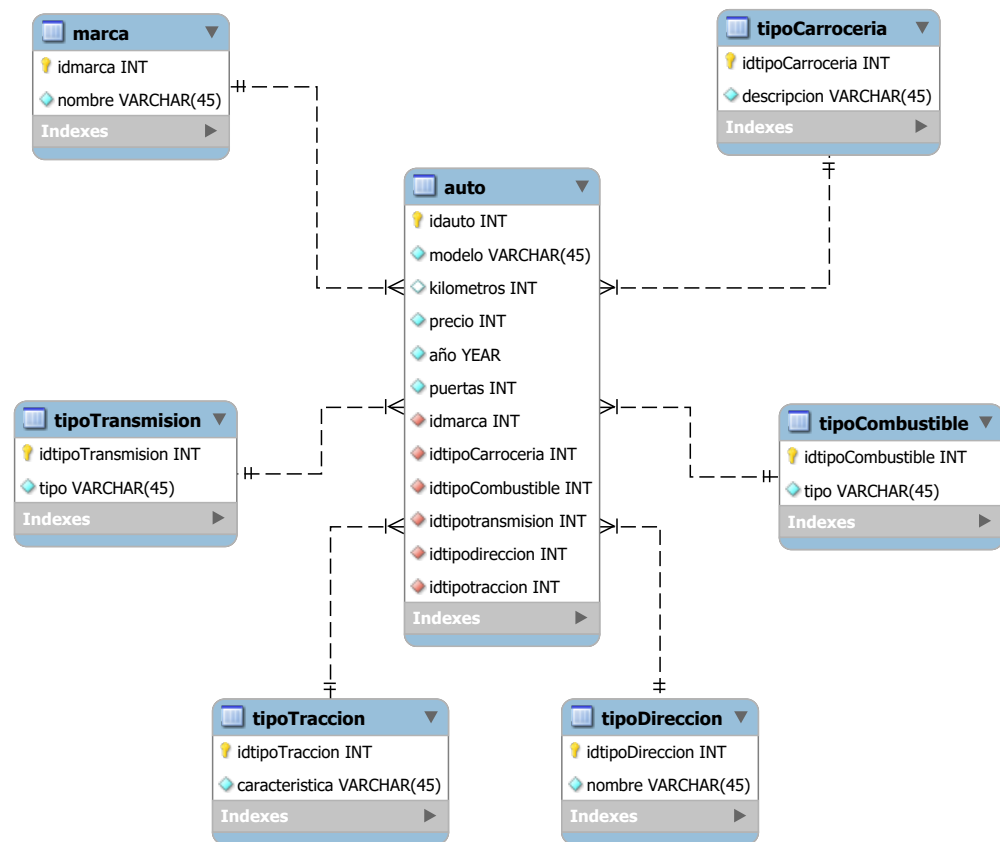 marca
idmarca INT
nombre VARCHAR(45)
Indexes
tipoCarroceria
idtipoCarroceria INT
descripcion VARCHAR(45)
Indexes
auto
idauto INT
modelo VARCHAR(45)
kilometros INT
precio INT
año YEAR
puertas INT
idmarca INT
idtipoCarroceria INT
idtipoCombustible INT
idtipotransmision INT
idtipodireccion INT
idtipotraccion INT
Indexes
tipoTransmision
idtipoTransmision INT
tipo VARCHAR(45)
Indexes
tipoCombustible
idtipoCombustible INT
tipo VARCHAR(45)
Indexes
tipoTraccion
idtipoTraccion INT
caracteristica VARCHAR(45)
Indexes
tipoDireccion
idtipoDireccion INT
nombre VARCHAR(45)
Indexes